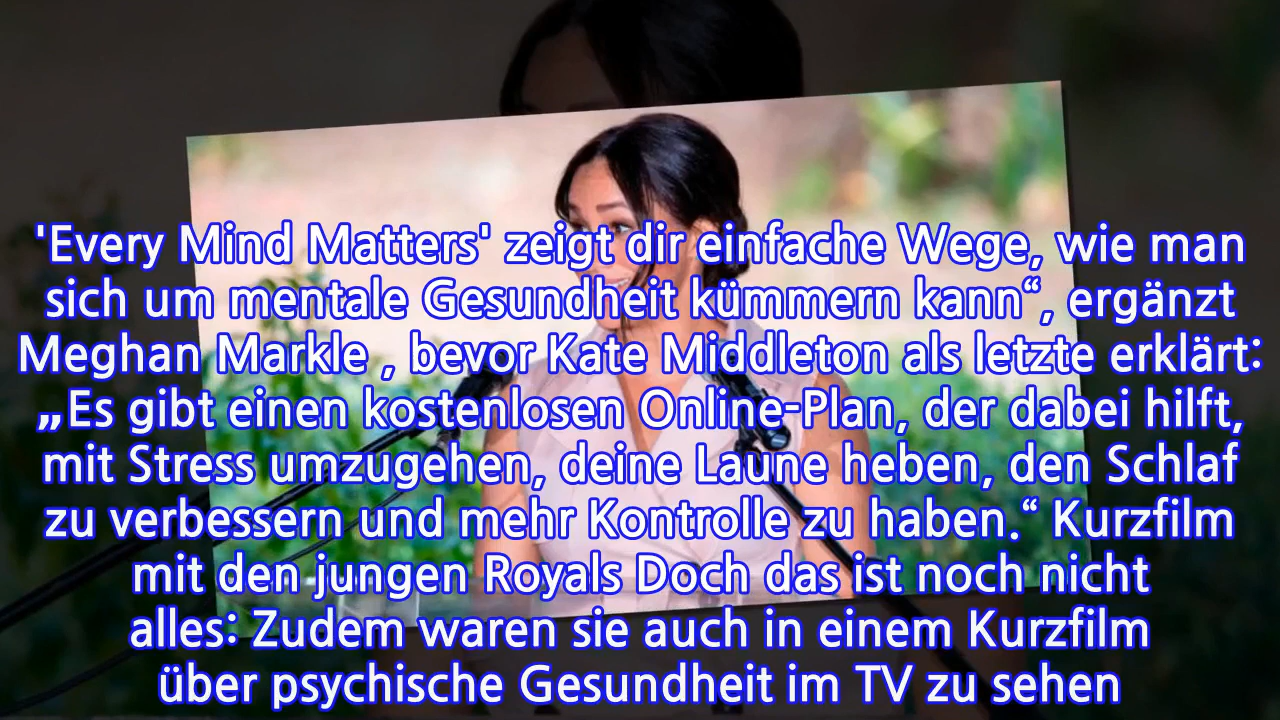 'Every Mind Matters' zeigt dir einfache Wege, wie man
sich um mentale Gesundheit kümmern kann“, ergänzt
Meghan Markle , bevor Kate Middleton als letzte erklärt:
„Es gibt einen kostenlosen Online-Plan, der dabei hilft,
mit Stress umzugehen, deine Laune heben, den Schlaf
zu verbessern und mehr Kontrolle zu haben.“ Kurzfilm
mit den jungen Royals Doch das ist noch nicht
alles: Zudem waren sie auch in einem Kurzfilm
über psychische Gesundheit im TV zu sehen